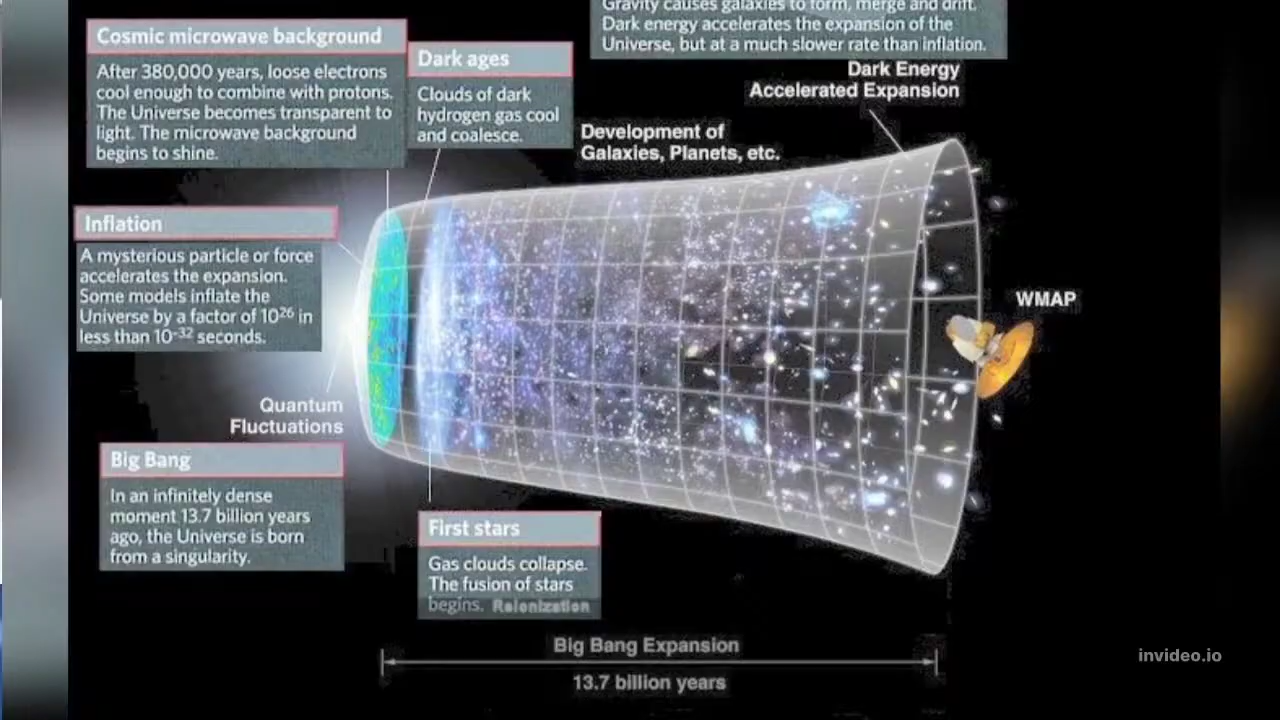 Gravity causes galaxies to form, merge and drift.
Dark energy accelerates the expansion of the
Universe, but at a much slower rate than inflation.
Cosmic microwave background
After 380,000 years, loose electrons
cool enough to combine with protons.
The Universe becomes transparent to
light. The microwave background
begins to shine.
Dark ages
Clouds of dark
hydrogen gas cool
and coalesce.
Dark Energy
Accelerated Expansion
Development of
Galaxies, Planets, etc.
Inflation
A mysterious particle or force
accelerates the expansion.
Some models inflate the
Universe by a factor of 10²⁶ in
less than 10⁻³² seconds.
WMAP
Quantum
Fluctuations
Big Bang
In an infinitely dense
moment 13.7 billion years
ago, the Universe is born
from a singularity.
First stars
Gas clouds collapse.
The fusion of stars
begins. Reionization
Big Bang Expansion
13.7 billion years
invideo.io